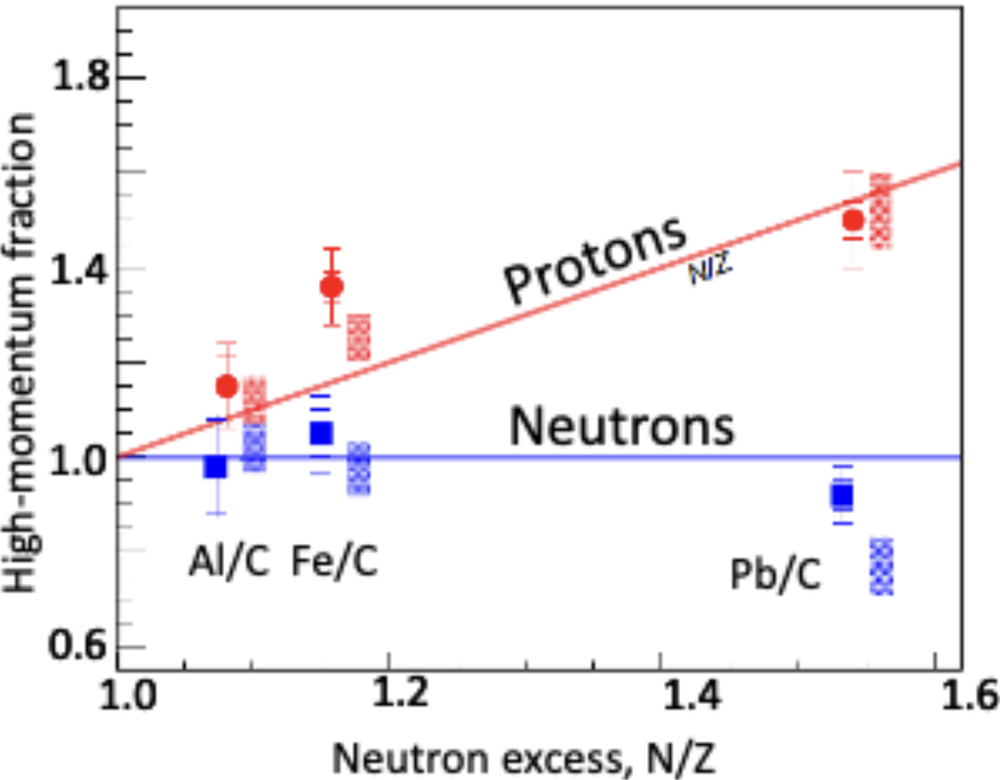 1.8
1.4
1.0
0.6
High-momentum fraction
Protons
N/Z
Neutrons
Al/C Fe/C
Pb/C
1.0 1.2 1.4 1.6
Neutron excess, N/Z